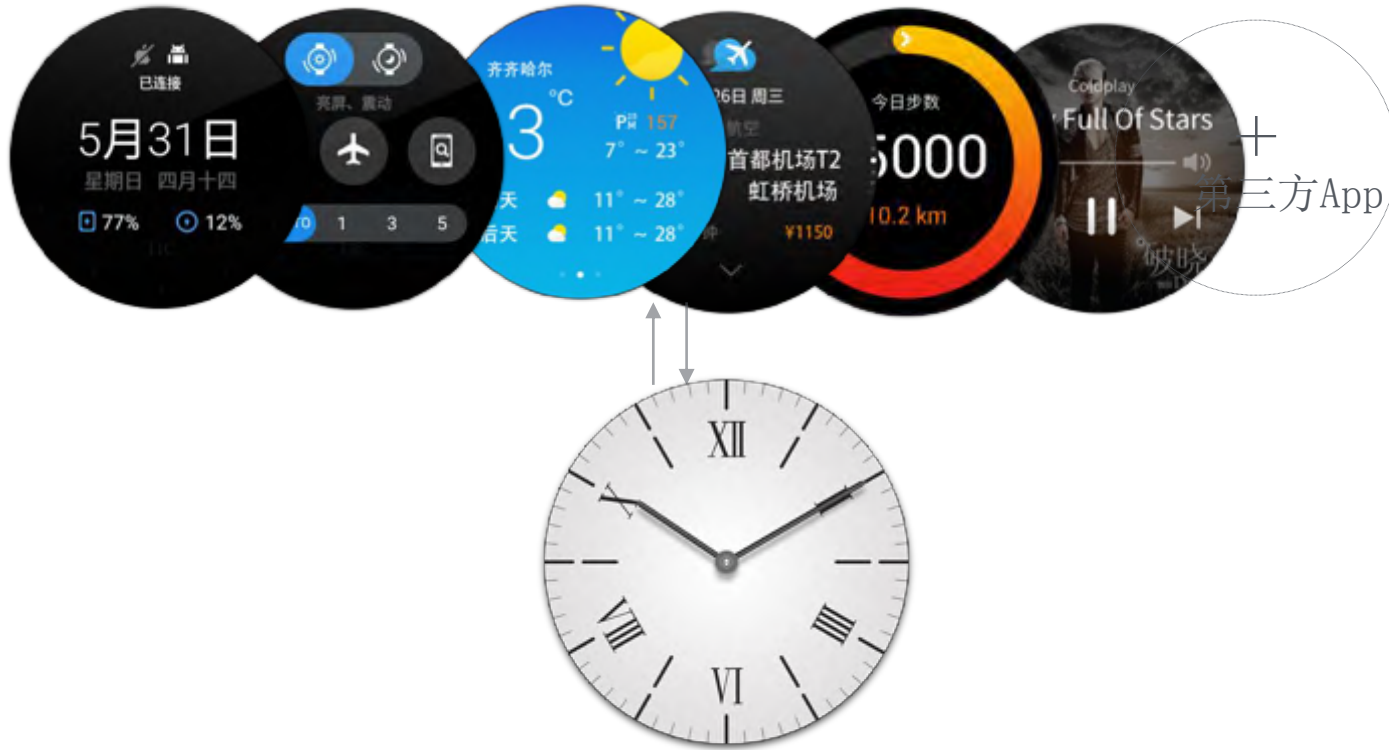 已连接
5月31日
星期日 四月十四
77%
12%
亮屏、震动
1
3
5
齐齐哈尔
3
°C
157
7° ~ 23°
天
11° ~ 28°
后天
11° ~ 28°
26日 周三
航空
首都机场T2
虹桥机场
钟
¥1150
今日步数
5000
10.2 km
Coldplay
Full Of Stars
第三方App
破晓
XII
X
II
VIII
IIII
VI